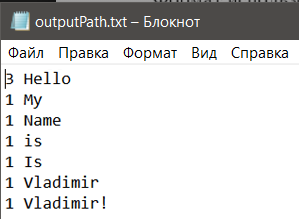 outputPath.txt – Блокнот
Файл Правка Формат Вид Справка
3 Hello
1 My
1 Name
1 is
1 Is
1 Vladimir
1 Vladimir!